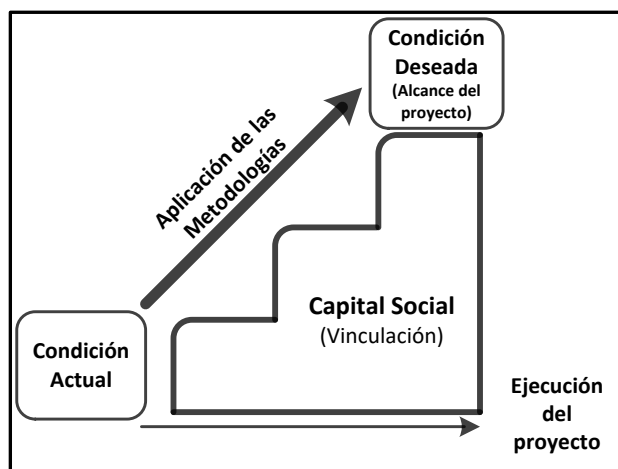 Condición
Deseada
(Alcance del
proyecto)
Aplicación de las
Metodologías
Capital Social
(Vinculación)
Condición
Actual
Ejecución
del
proyecto